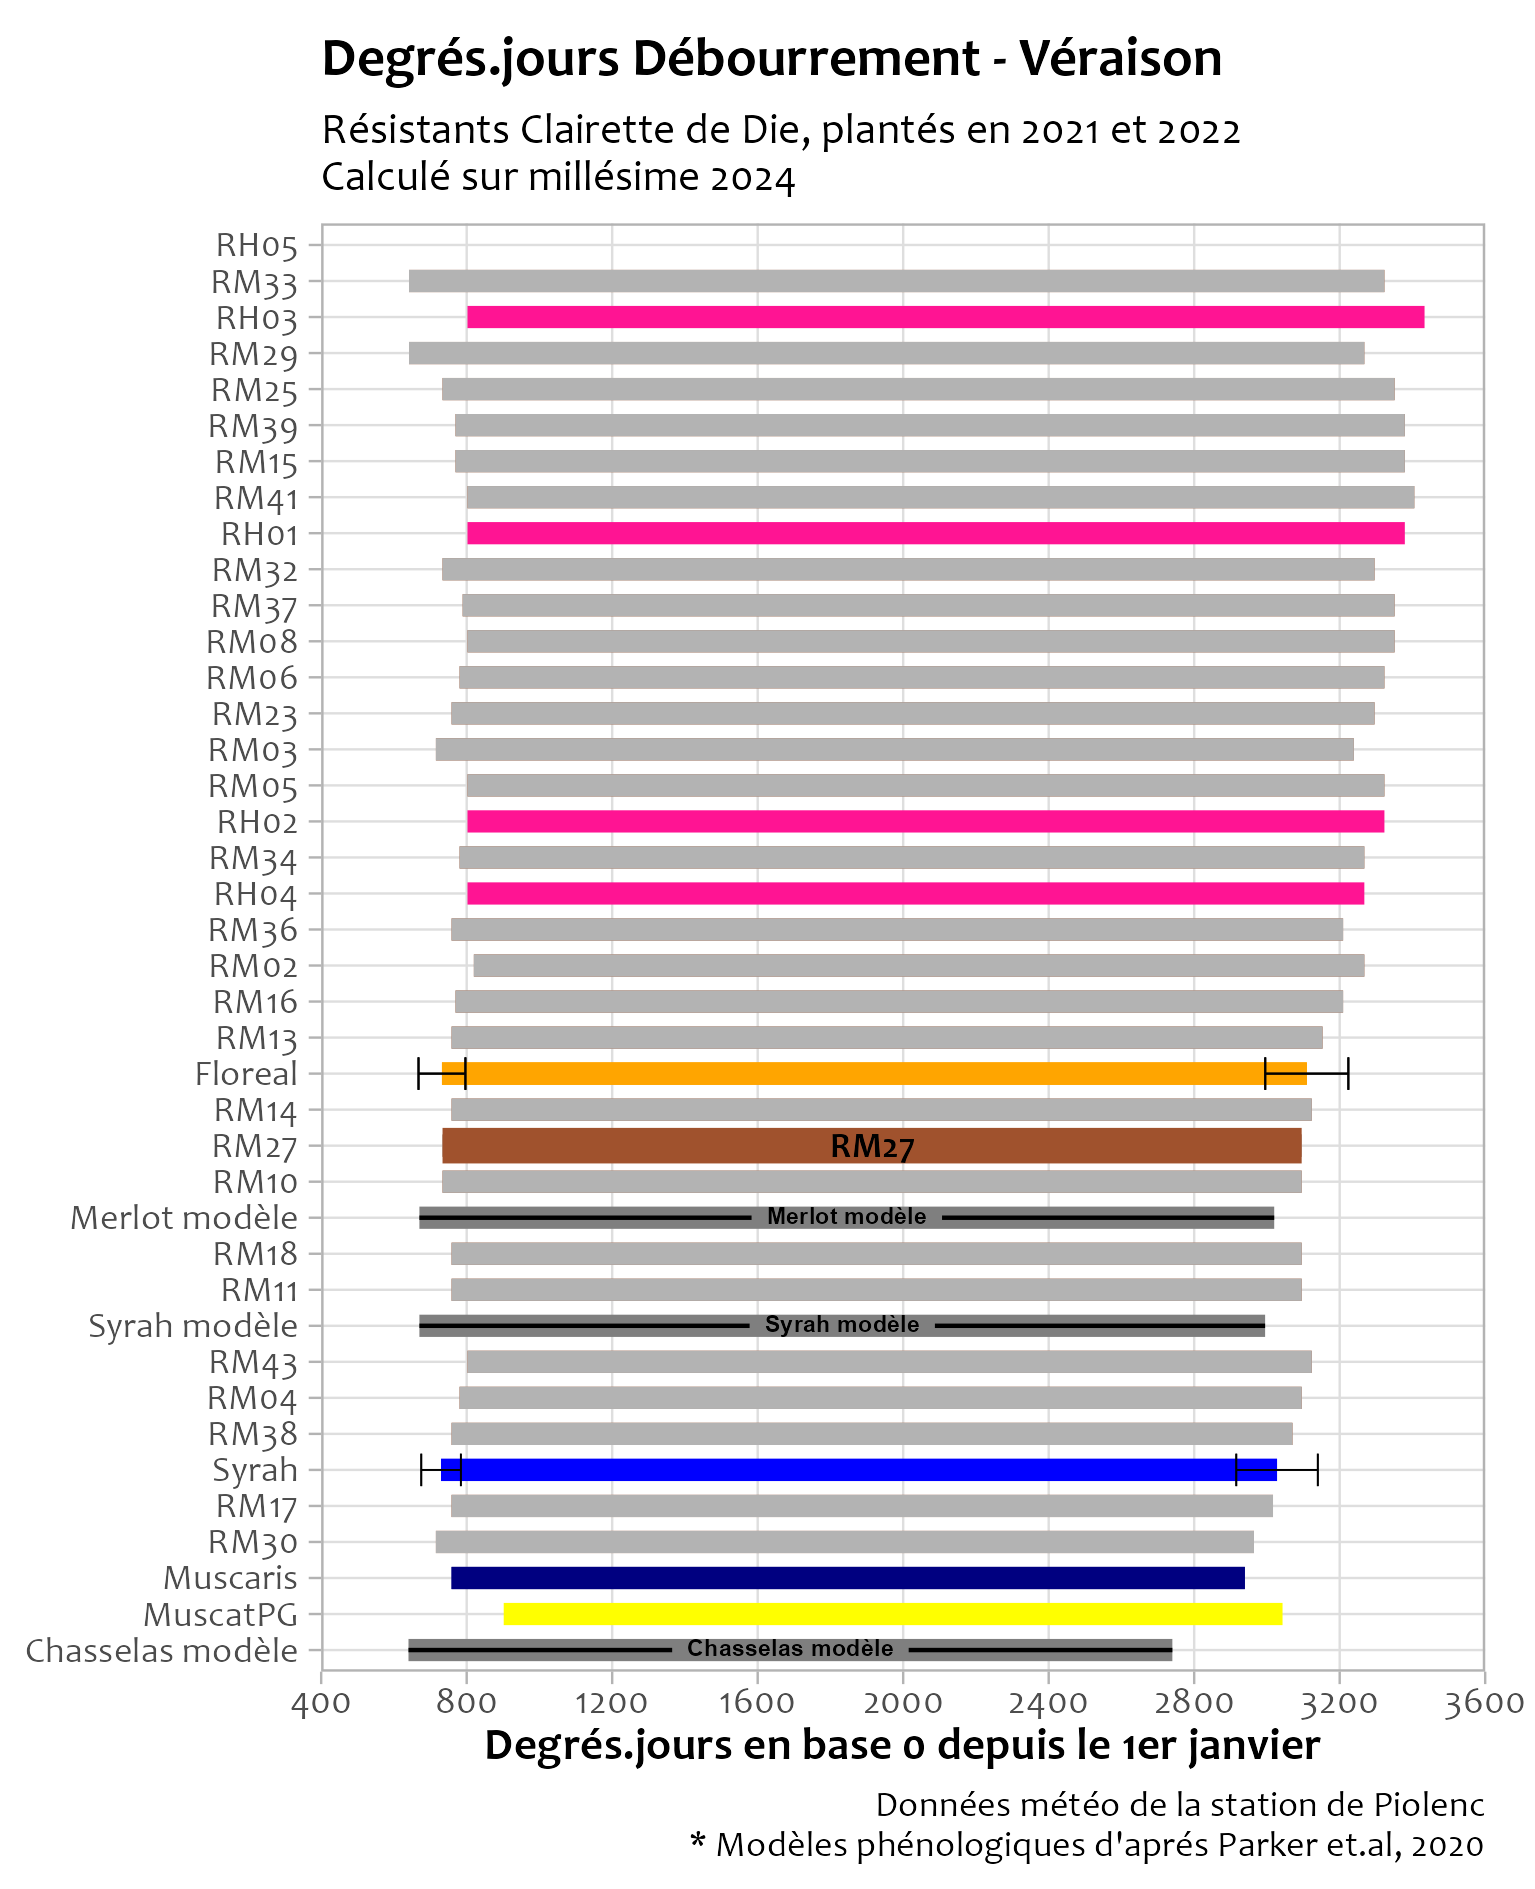 Degrés.jours Débourrement - Véraison
Résistants Clairette de Die, plantés en 2021 et 2022
Calculé sur millésime 2024
RH05
RM33
RH03
RM29
RM25
RM39
RM15
RM41
RH01
RM32
RM37
RM08
RM06
RM23
RM03
RM05
RH02
RM34
RH04
RM36
RM02
RM16
RM13
Floreal
RM14
RM27 RM27
RM10
Merlot modèle Merlot modèle
RM18
RM11
Syrah modèle Syrah modèle
RM43
RM04
RM38
Syrah
RM17
RM30
Muscaris
MuscatPG
Chasselas modèle Chasselas modèle
400 800 1200 1600 2000 2400 2800 3200 3600
Degrés.jours en base 0 depuis le 1er janvier
Données météo de la station de Piolenc
* Modèles phénologiques d'aprés Parker et.al, 2020